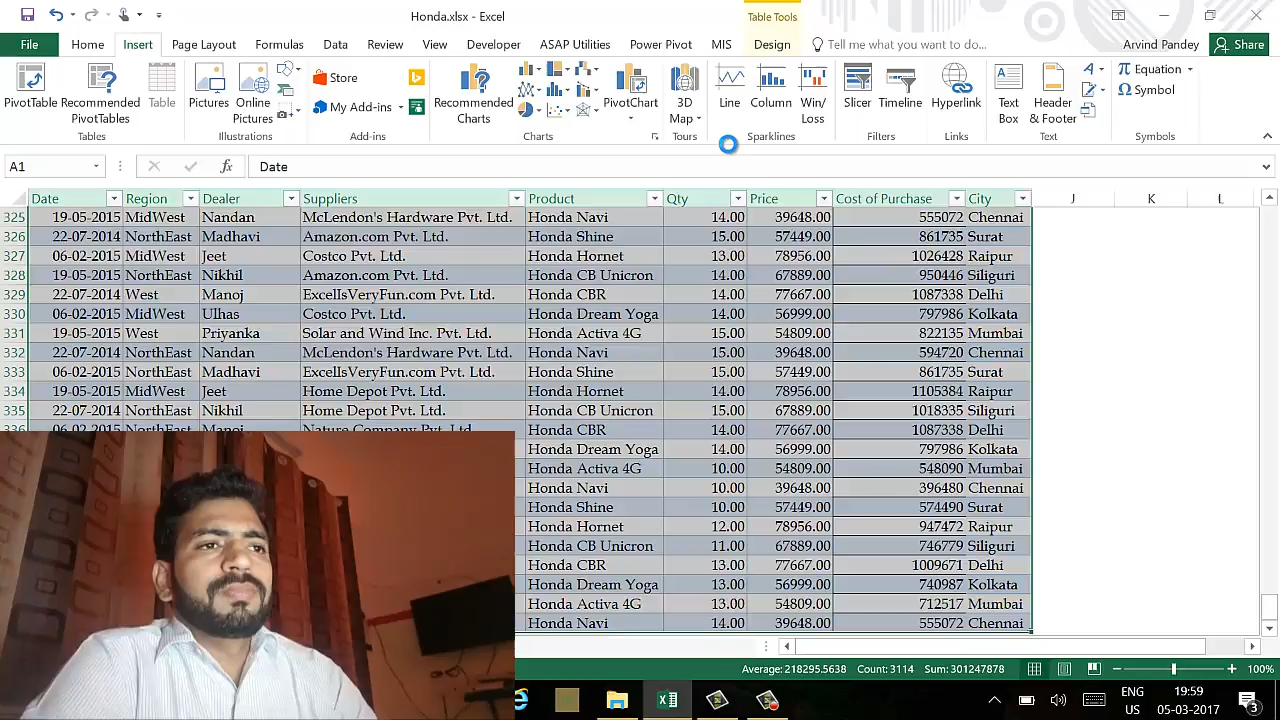 Honda.xlsx - Excel
Table Tools
File Home Insert Page Layout Formulas Data Review View Developer ASAP Utilities Power Pivot MIS Design Tell me what you want to do... Arvind Pandey Share
PivotTable Recommended PivotTables Table Pictures Online Pictures Store My Add-ins Recommended Charts PivotChart 3D Map Line Column Win/Loss Slicer Timeline Hyperlink Text Box Header & Footer Equation Symbol
Tables Illustrations Add-ins Charts Tours Sparklines Filters Links Text Symbols
A1 fx Date
Date Region Dealer Suppliers Product Qty Price Cost of Purchase City J K L
325 19-05-2015 MidWest Nandan McLendon's Hardware Pvt. Ltd. Honda Navi 14.00 39648.00 555072 Chennai
326 22-07-2014 NorthEast Madhavi Amazon.com Pvt. Ltd. Honda Shine 15.00 57449.00 861735 Surat
327 06-02-2015 MidWest Jeet Costco Pvt. Ltd. Honda Hornet 13.00 78956.00 1026428 Raipur
328 19-05-2015 NorthEast Nikhil Amazon.com Pvt. Ltd. Honda CB Unicron 14.00 67889.00 950446 Siliguri
329 22-07-2014 West Manoj ExcelIsVeryFun.com Pvt. Ltd. Honda CBR 14.00 77667.00 1087338 Delhi
330 06-02-2015 MidWest Ulhas Costco Pvt. Ltd. Honda Dream Yoga 14.00 56999.00 797986 Kolkata
331 19-05-2015 West Priyanka Solar and Wind Inc. Pvt. Ltd. Honda Activa 4G 15.00 54809.00 822135 Mumbai
332 22-07-2014 NorthEast Nandan McLendon's Hardware Pvt. Ltd. Honda Navi 15.00 39648.00 594720 Chennai
333 06-02-2015 NorthEast Madhavi ExcelIsVeryFun.com Pvt. Ltd. Honda Shine 15.00 57449.00 861735 Surat
334 19-05-2015 MidWest Jeet Home Depot Pvt. Ltd. Honda Hornet 14.00 78956.00 1105384 Raipur
335 22-07-2014 NorthEast Nikhil Home Depot Pvt. Ltd. Honda CB Unicron 15.00 67889.00 1018335 Siliguri
336 06-02-2015 NorthEast Manoj Nature Company Pvt. Ltd. Honda CBR 14.00 77667.00 1087338 Delhi
Honda Dream Yoga 14.00 56999.00 797986 Kolkata
Honda Activa 4G 10.00 54809.00 548090 Mumbai
Honda Navi 10.00 39648.00 396480 Chennai
Honda Shine 10.00 57449.00 574490 Surat
Honda Hornet 12.00 78956.00 947472 Raipur
Honda CB Unicron 11.00 67889.00 746779 Siliguri
Honda CBR 13.00 77667.00 1009671 Delhi
Honda Dream Yoga 13.00 56999.00 740987 Kolkata
Honda Activa 4G 13.00 54809.00 712517 Mumbai
Honda Navi 14.00 39648.00 555072 Chennai
Average: 218295.5638 Count: 3114 Sum: 301247878 100%
ENG 19:59
US 05-03-2017 3